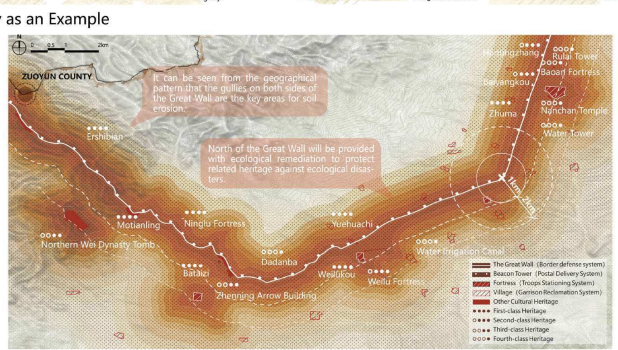 y as an Example
N
0 0.5 1 2km
ZUOYUN COUNTY
It can be seen from the geographical
pattern that the gullies on both sides of
the Great Wall are the key areas for soil
erosion.
North of the Great Wall will be provided
with ecological remediation to protect
related heritage against ecological disas-
ters.
Rulai Tower
Baoan Fortress
Baiyangkou
Zhuma
Nanchan Temple
Water Tower
Ershibian
1km
2km
Motianling
Ninglu Fortress
Yuehuachi
Northern Wei Dynasty Tomb
Dadanba
Water Irrigation Canal
Bataizi
Weilukou
Weilu Fortress
Zhenning Arrow Building
The Great Wall (Border defense system)
Beacon Tower (Postal Delivery System)
Fortress (Troops Stationing System)
Village (Garrison Reclamation System)
Other Cultural Heritage
First-class Heritage
Second-class Heritage
Third-class Heritage
Fourth-class Heritage